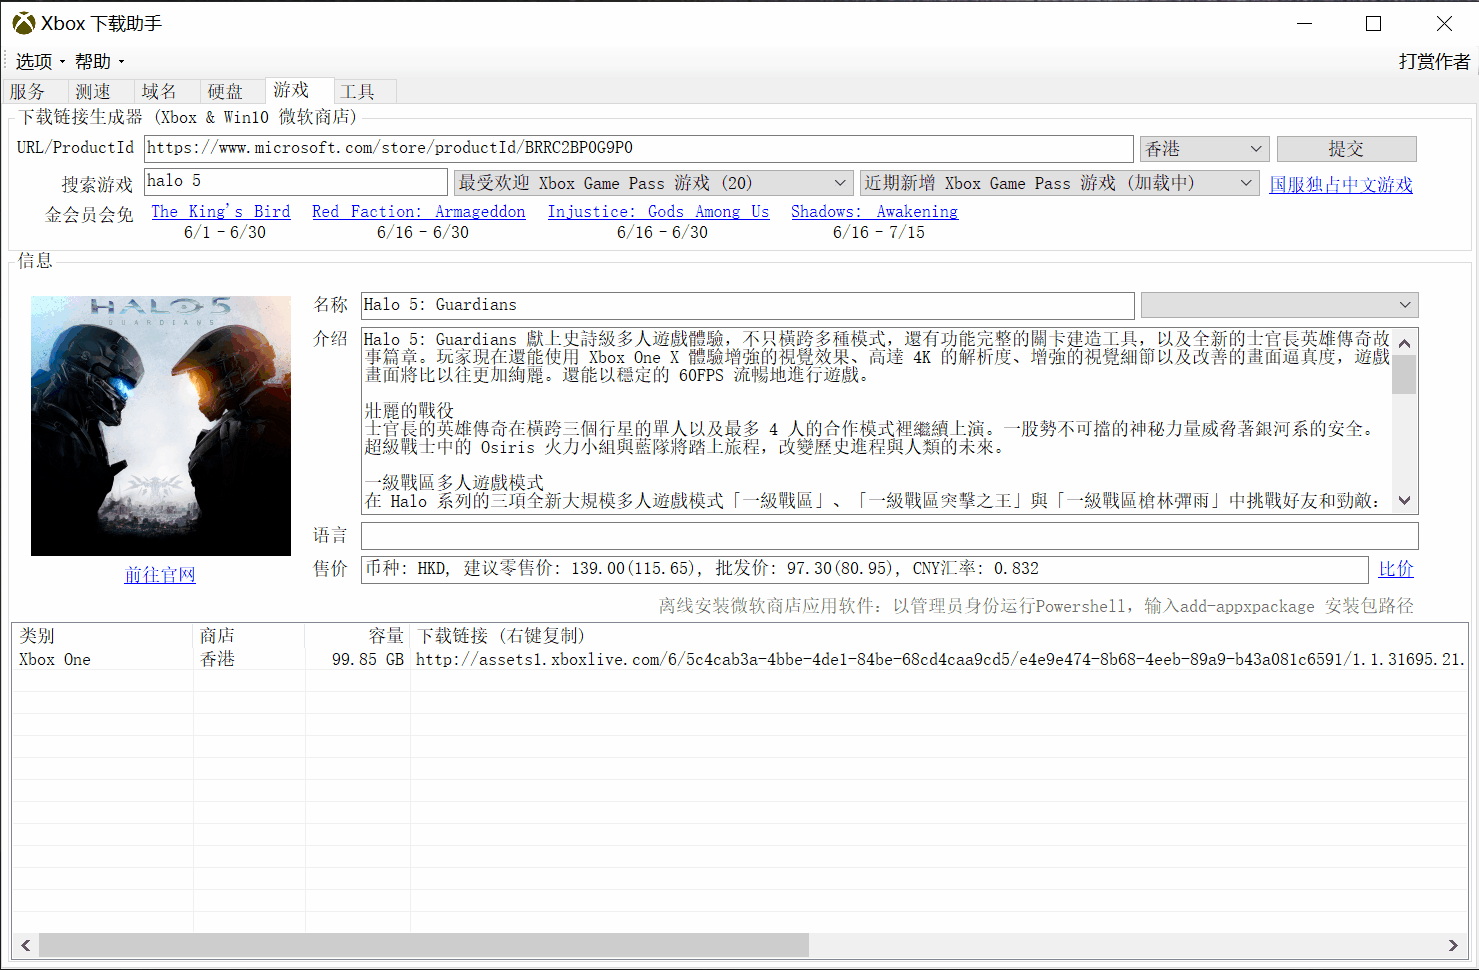 Xbox 下载助手
选项 帮助 打赏作者
服务 测速 域名 硬盘 游戏 工具
下载链接生成器 (Xbox & Win10 微软商店)
URL/ProductId https://www.microsoft.com/store/productId/BRRC2BP0G9P0 香港 提交
搜索游戏 halo 5 最受欢迎 Xbox Game Pass 游戏 (20) 近期新增 Xbox Game Pass 游戏 (加载中) 国服独占中文游戏
金会员会免 The King's Bird Red Faction: Armageddon Injustice: Gods Among Us Shadows: Awakening
6/1 - 6/30 6/16 - 6/30 6/16 - 6/30 6/16 - 7/15
信息
HALO 5
GUARDIANS
名称 Halo 5: Guardians
介绍 Halo 5: Guardians 獻上史詩級多人遊戲體驗，不只橫跨多種模式，還有功能完整的關卡建造工具，以及全新的士官長英雄傳奇故
事篇章。玩家現在還能使用 Xbox One X 體驗增強的視覺效果、高達 4K 的解析度、增強的視覺細節以及改善的畫面逼真度，遊戲
畫面將比以往更加絢麗。還能以穩定的 60FPS 流暢地進行遊戲。
壯麗的戰役
士官長的英雄傳奇在橫跨三個行星的單人以及最多 4 人的合作模式裡繼續上演。一股勢不可擋的神秘力量威脅著銀河系的安全。
超級戰士中的 Osiris 火力小組與藍隊將踏上旅程，改變歷史進程與人類的未來。
一級戰區多人遊戲模式
在 Halo 系列的三項全新大規模多人遊戲模式「一級戰區」、「一級戰區突擊之王」與「一級戰區槍林彈雨」中挑戰好友和勁敵：
语言
售价 币种: HKD, 建议零售价: 139.00(115.65), 批发价: 97.30(80.95), CNY汇率: 0.832 比价
前往官网
离线安装微软商店应用软件：以管理员身份运行Powershell，输入add-appxpackage 安装包路径
类别 商店 容量 下载链接 (右键复制)
Xbox One 香港 99.85 GB http://assets1.xboxlive.com/6/5c4cab3a-4bbe-4de1-84be-68cd4caa9cd5/e4e9e474-8b68-4eeb-89a9-b43a081c6591/1.1.31695.21.